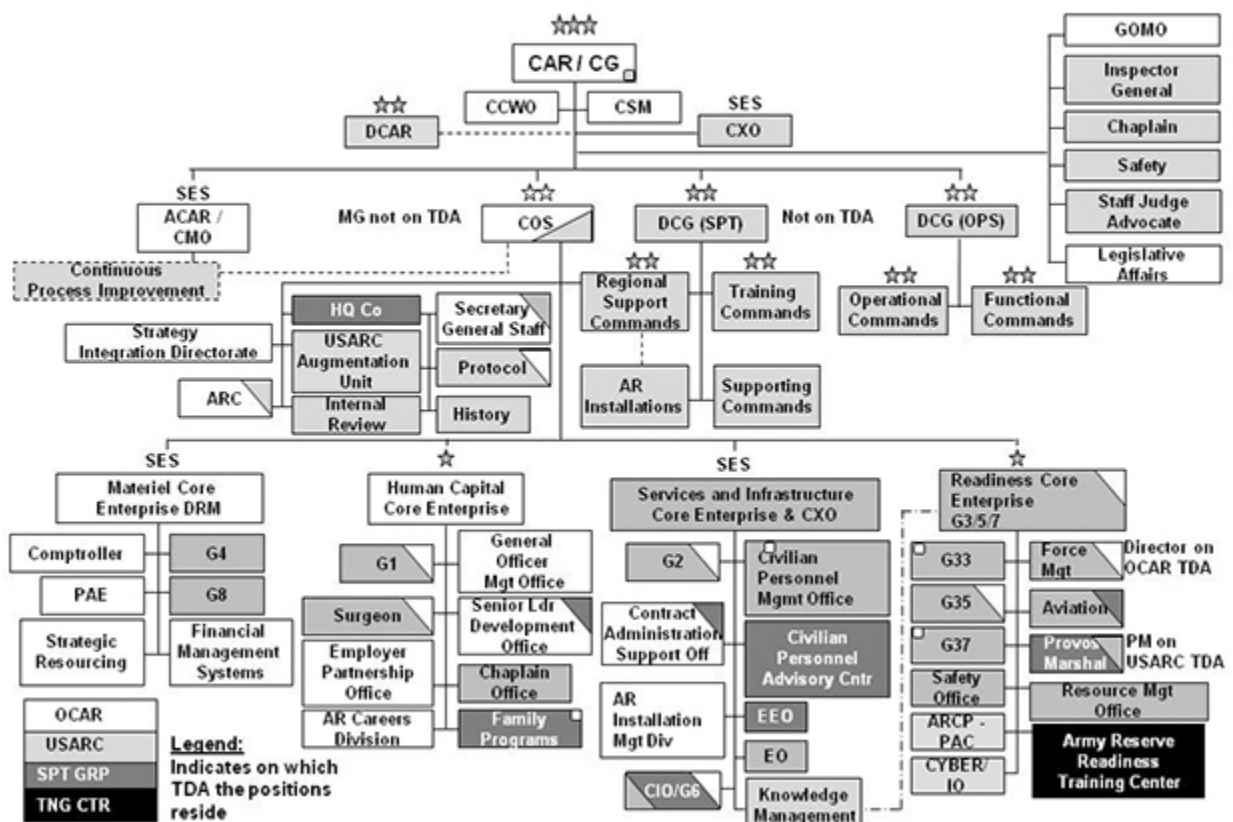 CAR / CG
GOMO
Inspector
General
Chaplain
Safety
Staff Judge
Advocate
Legislative
Affairs
CCWO
CSM
SES
DCAR
CXO
SES
ACAR /
CMO
MG not on TDA
COS
DCG (SPT)
Not on TDA
DCG (OPS)
Continuous
Process Improvement
Regional
Support
Commands
Training
Commands
Operational
Commands
Functional
Commands
HQ Co
Secretary
General Staff
Strategy
Integration Directorate
USARC
Augmentation
Unit
Protocol
ARC
Internal
Review
History
AR
Installations
Supporting
Commands
SES
Materiel Core
Enterprise DRM
Comptroller
G4
PAE
G8
Strategic
Resourcing
Financial
Management
Systems
Human Capital
Core Enterprise
G1
General
Officer
Mgt Office
Surgeon
Senior Ldr
Development
Office
Employer
Partnership
Office
Chaplain
Office
AR Careers
Division
Family
Programs
SES
Services and Infrastructure
Core Enterprise & CXO
G2
Civilian
Personnel
Mgmt Office
Contract
Administration
Support Off
Civilian
Personnel
Advisory Cntr
AR
Installation
Mgt Div
EEO
EO
CIO/G6
Knowledge
Management
Readiness Core
Enterprise
G3/5/7
G33
Force
Mgt
Director on
OCAR TDA
G35
Aviation
G37
Provos
Marshal
PM on
USARC TDA
Safety
Office
Resource Mgt
Office
ARCP -
PAC
CYBER/
IO
Army Reserve
Readiness
Training Center
OCAR
USARC
SPT GRP
TNG CTR
Legend:
Indicates on which
TDA the positions
reside